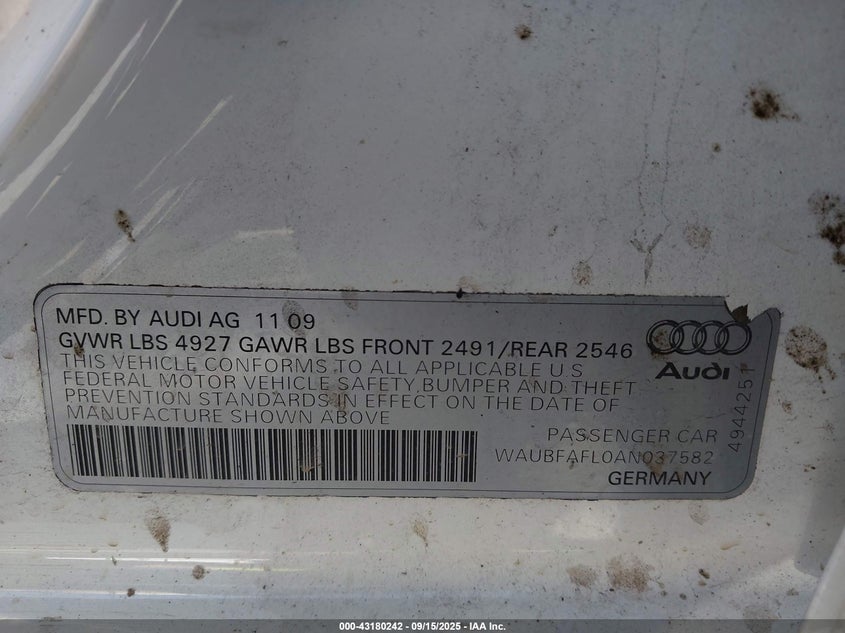 MFD. BY AUDI AG 11 09
GVWR LBS 4927 GAWR LBS FRONT 2491/REAR 2546
THIS VEHICLE CONFORMS TO ALL APPLICABLE U S
FEDERAL MOTOR VEHICLE SAFETY, BUMPER AND THEFT
PREVENTION STANDARDS IN EFFECT ON THE DATE OF
MANUFACTURE SHOWN ABOVE
Audi
PASSENGER CAR
WAUBFAFL0AN037582
GERMANY
4944251
000-43180242 - 09/15/2025 - IAA Inc.